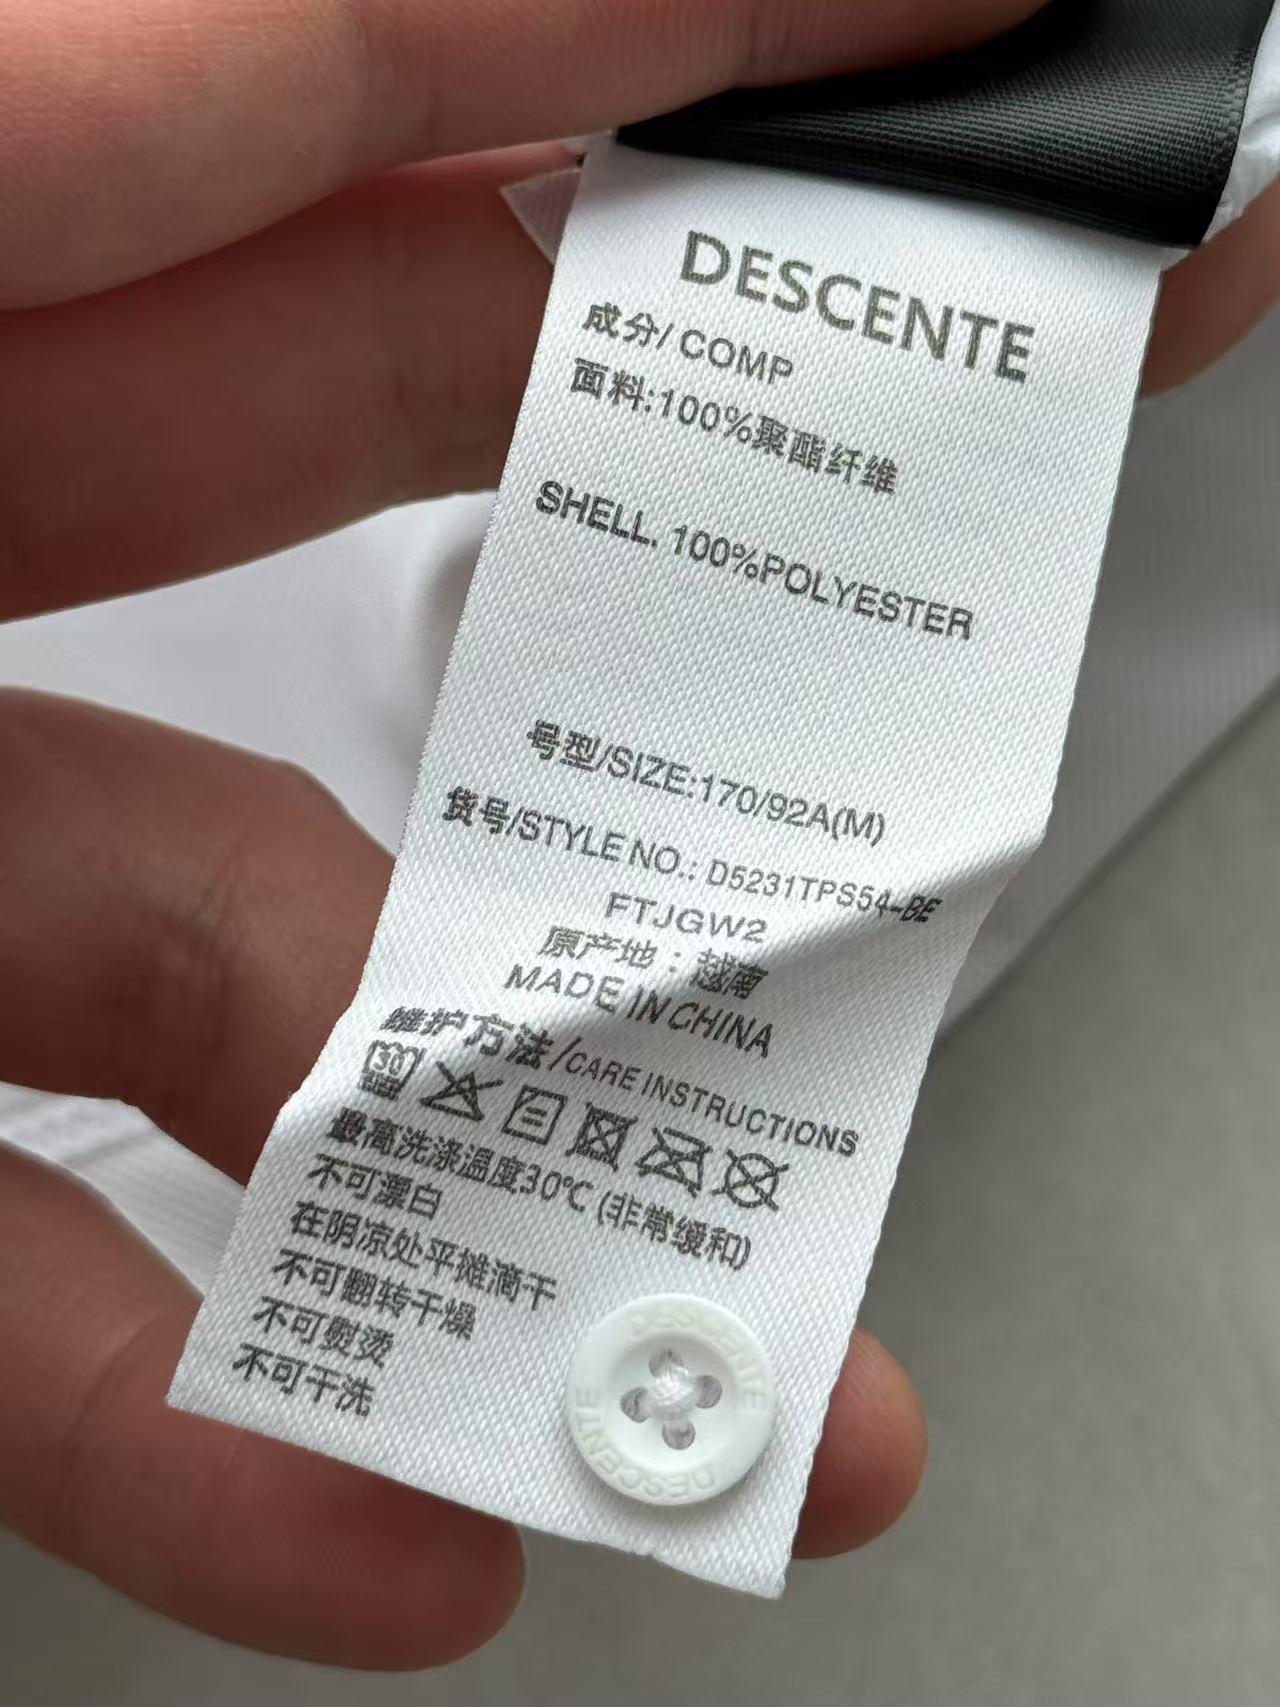 DESCENTE
成分/ COMP
面料:100%聚酯纤维
SHELL. 100%POLYESTER
号型/SIZE:170/92A(M)
货号/STYLE NO.: D5231TPS54-BE
FTJGW2
原产地：越南
MADE IN CHINA
维护方法/CARE INSTRUCTIONS
30
最高洗涤温度30℃(非常缓和)
不可漂白
在阴凉处平摊滴干
不可翻转干燥
不可熨烫
不可干洗
DESCENTE
DESCENTE